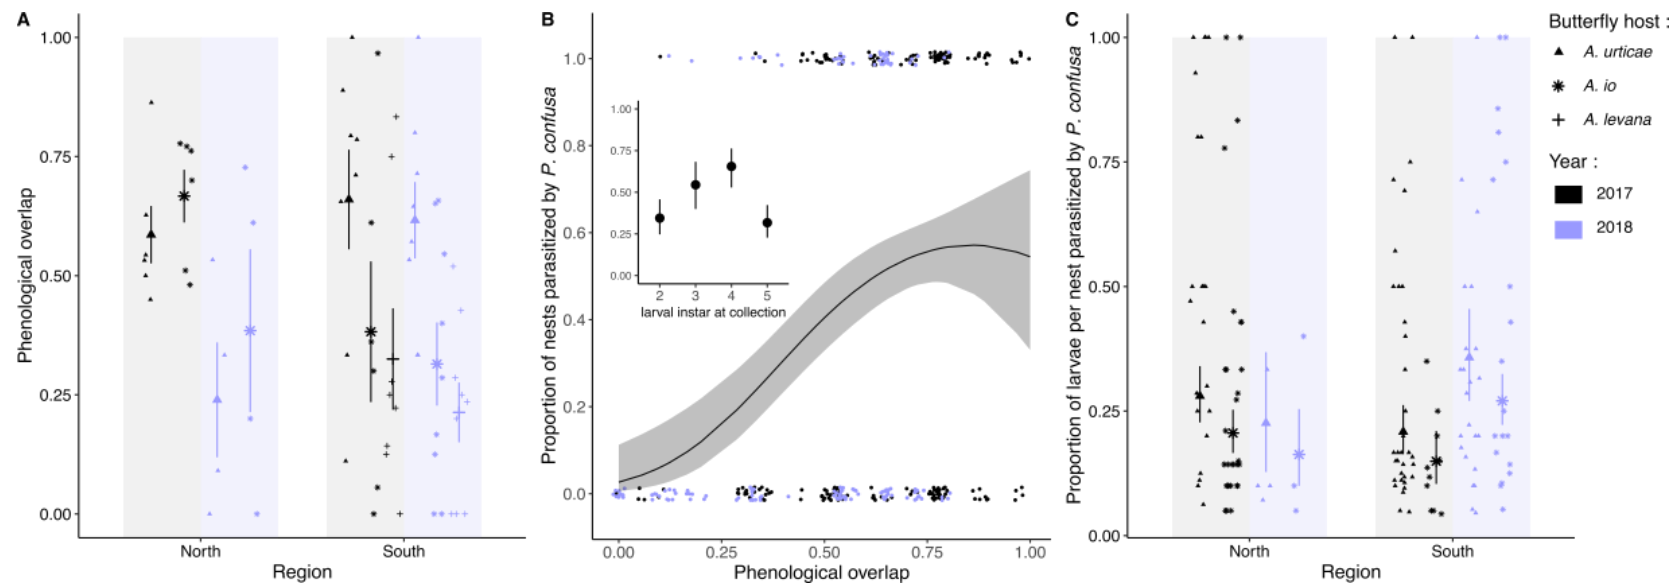 A
Phenological overlap
1.00
0.75
0.50
0.25
0.00
North
South
Region
B
Proportion of nests parasitized by P. confusa
1.0
0.8
0.6
0.4
0.2
0.0
1.00
0.75
0.50
0.25
0.00
2
3
4
5
larval instar at collection
0.00
0.25
0.50
0.75
1.00
Phenological overlap
C
Proportion of larvae per nest parasitized by P. confusa
1.00
0.75
0.50
0.25
0.00
North
South
Region
Butterfly host :
A. urticae
A. io
A. levana
Year :
2017
2018